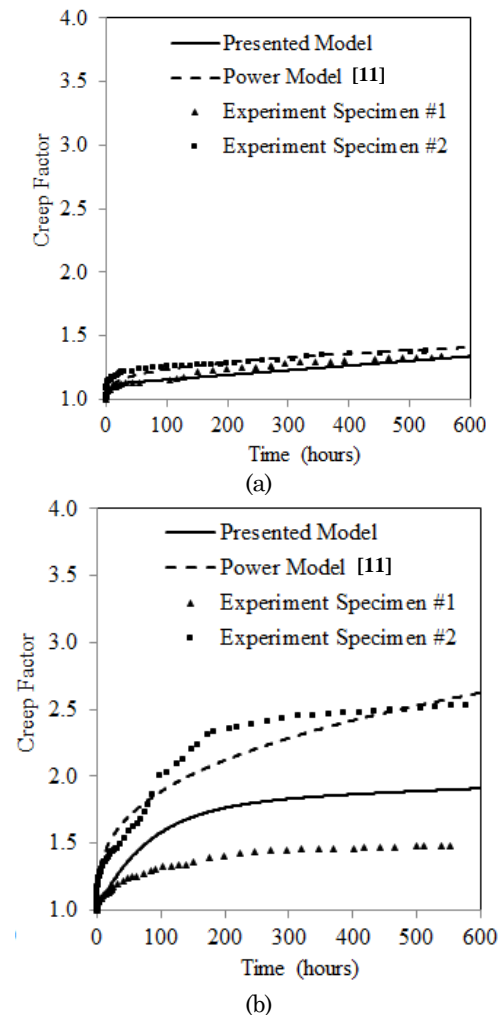 4.0
Presented Model
Power Model [11]
3.5
Experiment Specimen #1
3.0
Experiment Specimen #2
2.5
2.0
1.5
1.0
Creep Factor
0 100 200 300 400 500 600
Time (hours)
(a)
4.0
Presented Model
3.5
Power Model [11]
Experiment Specimen #1
3.0
Experiment Specimen #2
2.5
2.0
1.5
1.0
Creep Factor
0 100 200 300 400 500 600
Time (hours)
(b)